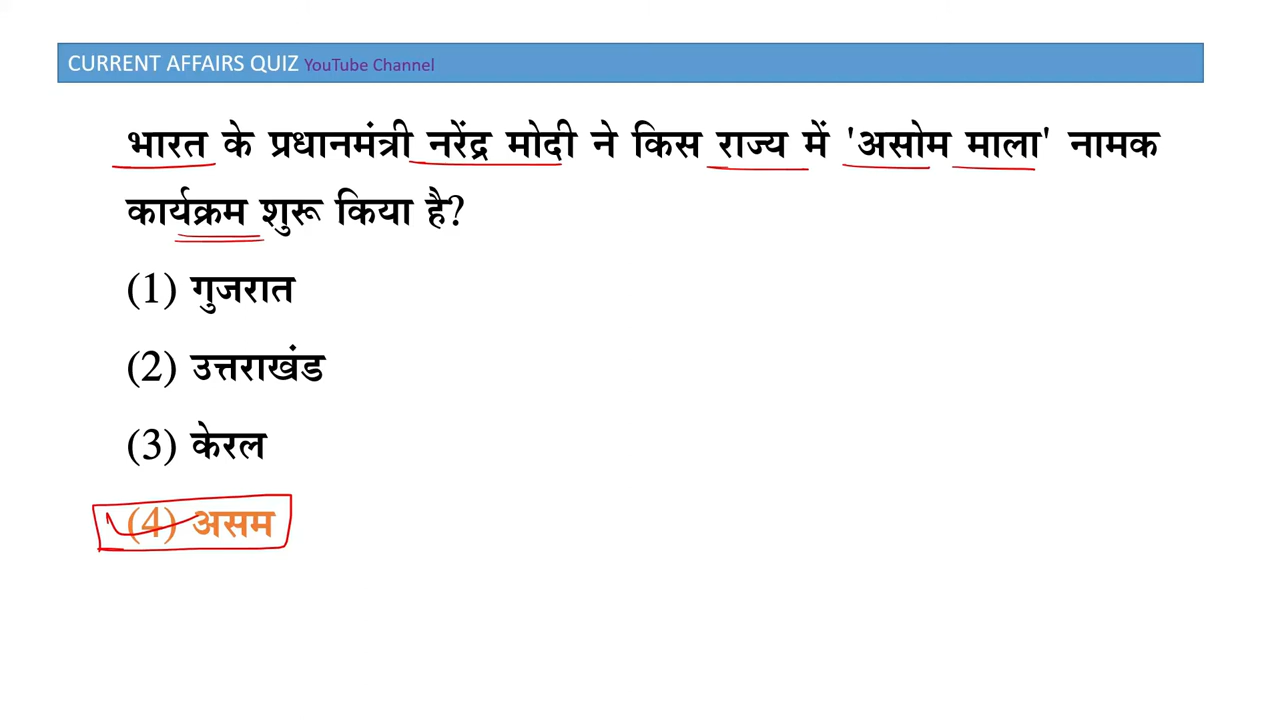 CURRENT AFFAIRS QUIZ YouTube Channel
भारत के प्रधानमंत्री नरेंद्र मोदी ने किस राज्य में 'असोम माला' नामक
कार्यक्रम शुरू किया है?
(1) गुजरात
(2) उत्तराखंड
(3) केरल
(4) असम